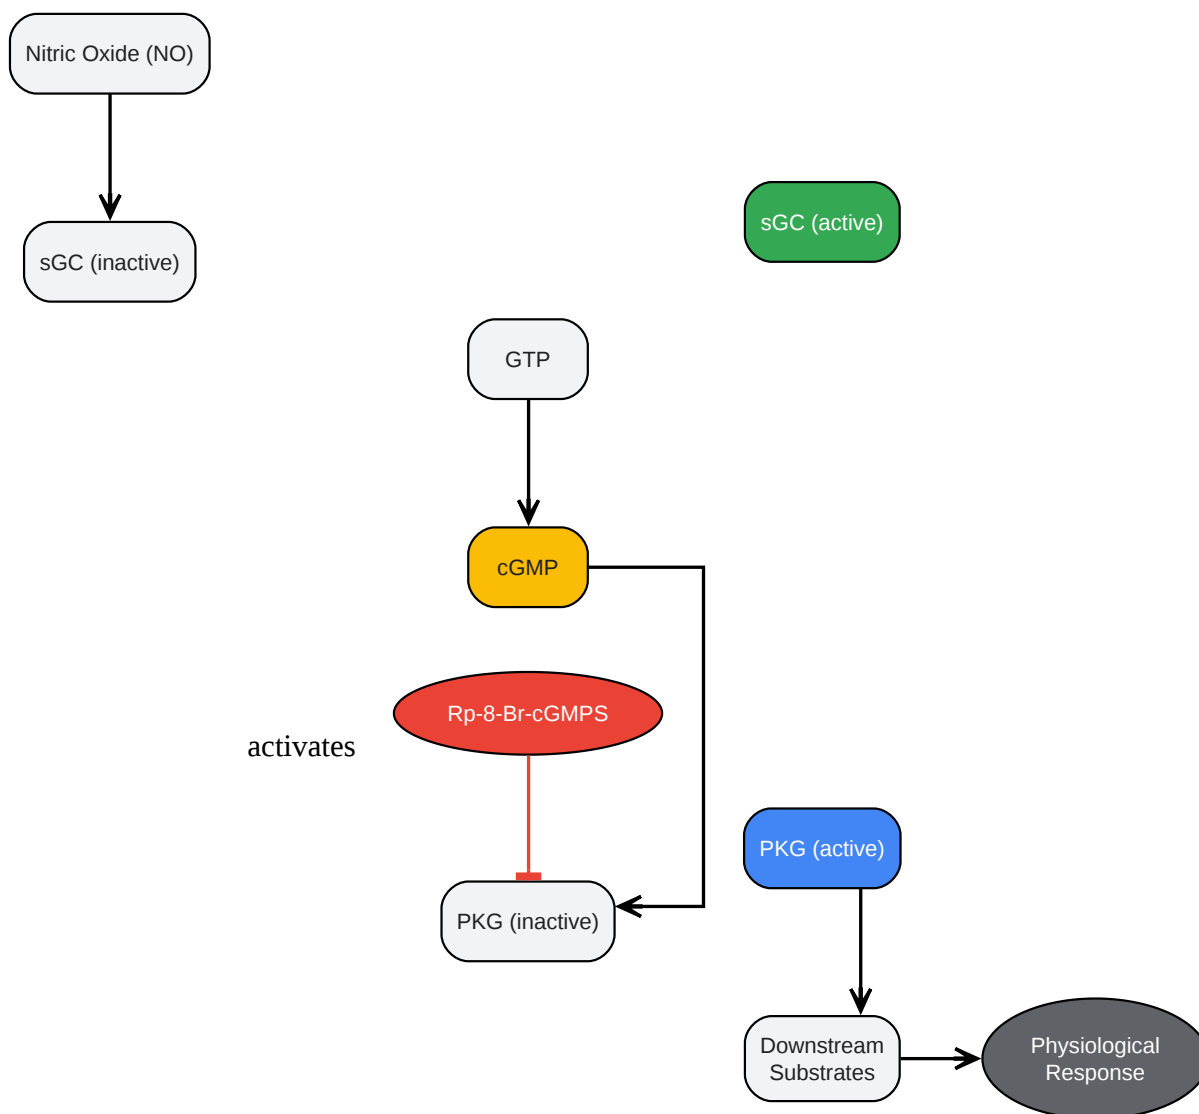 Nitric Oxide (NO)
sGC (active)
sGC (inactive)
GTP
cGMP
Rp-8-Br-cGMPS
activates
PKG (active)
PKG (inactive)
Downstream
Substrates
Physiological
Response